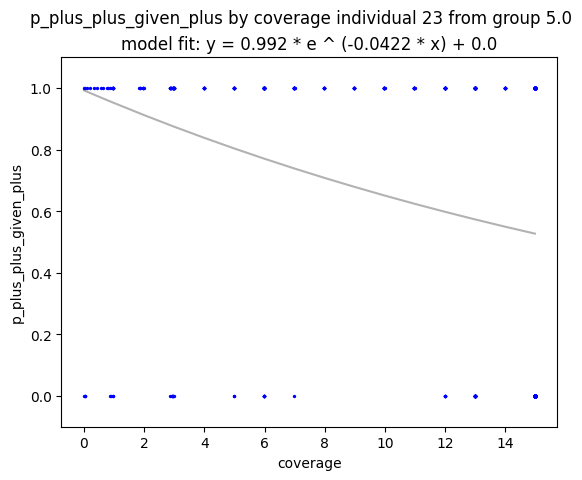 p_plus_plus_given_plus by coverage individual 23 from group 5.0
model fit: y = 0.992 * e ^ (-0.0422 * x) + 0.0
1.0
0.8
0.6
0.4
0.2
0.0
p_plus_plus_given_plus
0 2 4 6 8 10 12 14
coverage